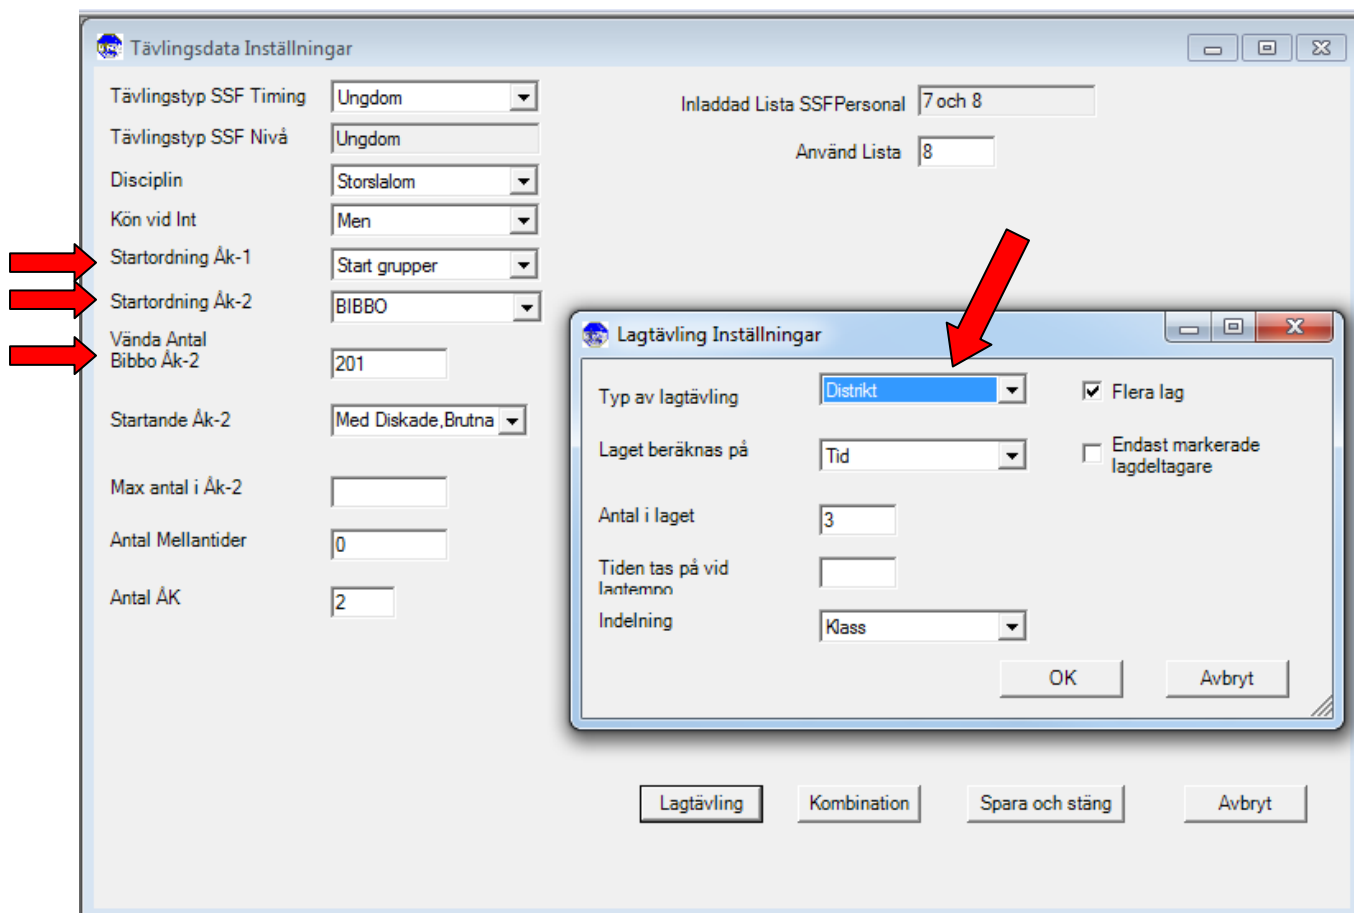 Tävlingsdata Inställningar
Tävlingstyp SSF Timing Ungdom
Inladdad Lista SSFPersonal 7 och 8
Tävlingstyp SSF Nivå Ungdom
Använd Lista 8
Disciplin Storslalom
Kön vid Int Men
Startordning Åk-1 Start grupper
Startordning Åk-2 BIBBO
Vända Antal
Bibbo Åk-2 201
Startande Åk-2 Med Diskade,Brutna
Max antal i Åk-2
Antal Mellantider 0
Antal ÅK 2
Lagtävling Inställningar
Typ av lagtävling Distrikt
Flera lag
Laget beräknas på Tid
Endast markerade
lagdeltagare
Antal i laget 3
Tiden tas på vid
lagtempo
Indelning Klass
OK Avbryt
Lagtävling Kombination Spara och stäng Avbryt